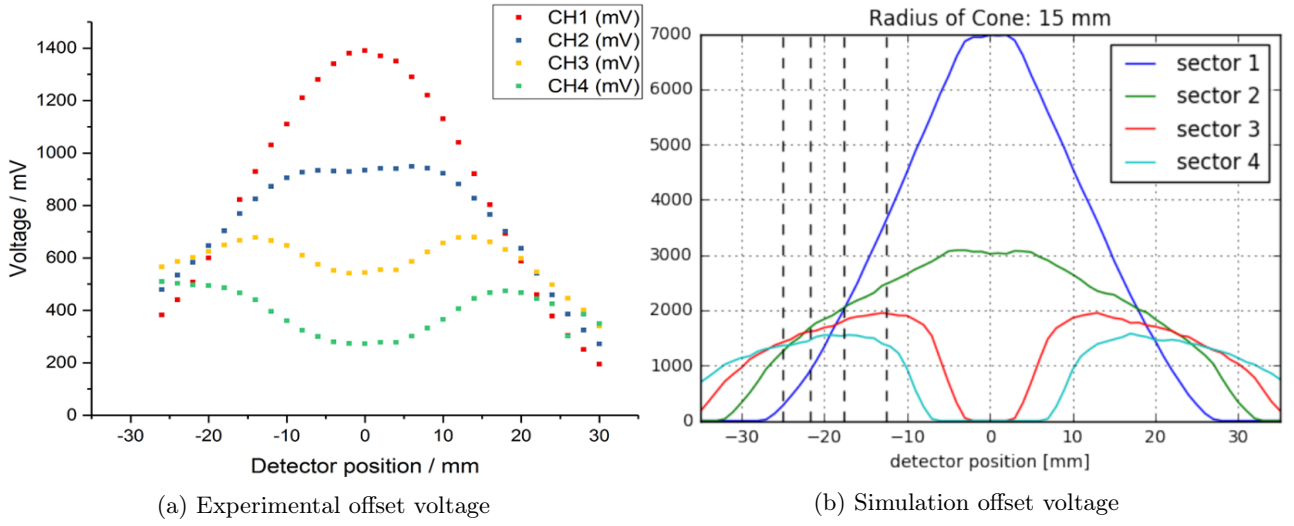 CH1 (mV)
CH2 (mV)
CH3 (mV)
CH4 (mV)
1400
1200
1000
800
600
400
200
0
Voltage / mV
-30
-20
-10
0
10
20
30
Detector position / mm
(a) Experimental offset voltage
Radius of Cone: 15 mm
7000
6000
5000
4000
3000
2000
1000
0
sector 1
sector 2
sector 3
sector 4
−30
−20
−10
0
10
20
30
detector position [mm]
(b) Simulation offset voltage